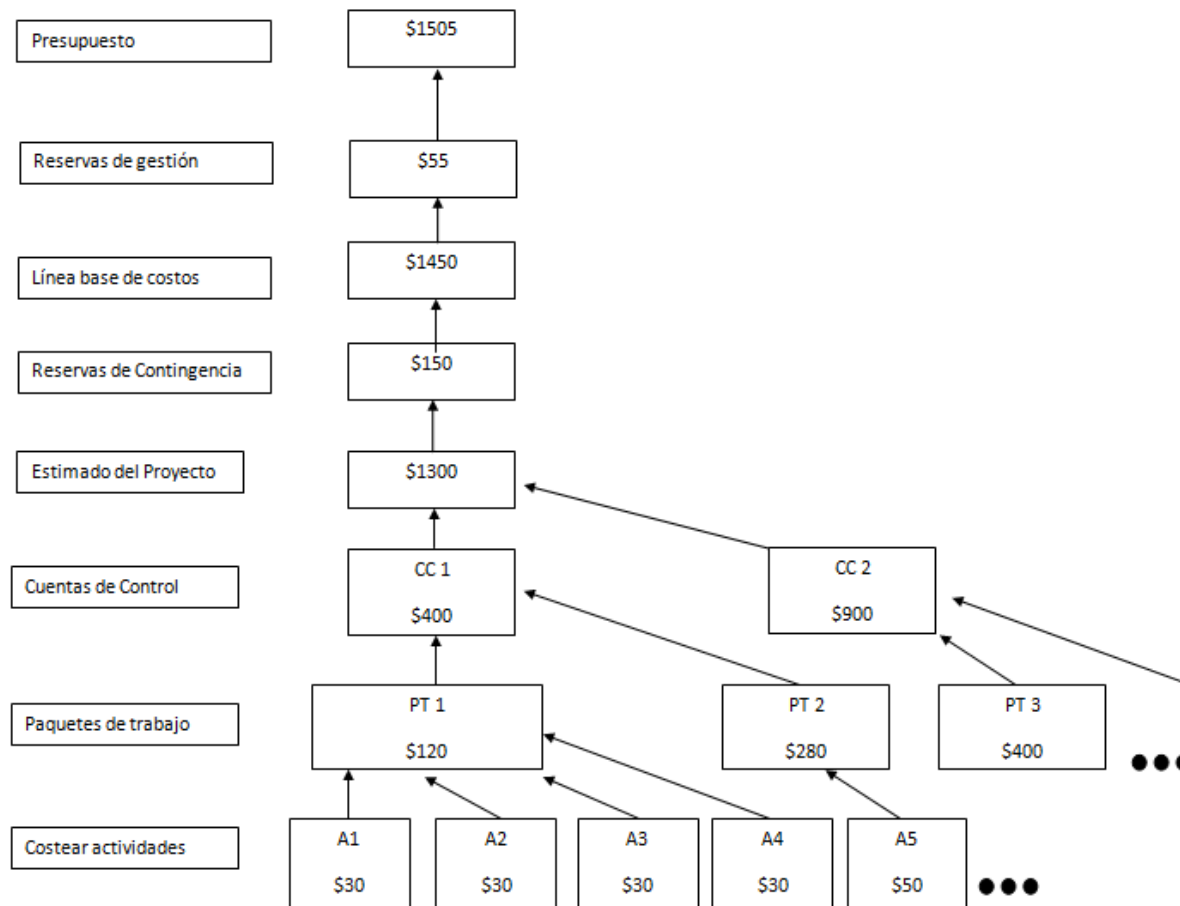 Presupuesto
$1505
Reservas de gestión
$55
Línea base de costos
$1450
Reservas de Contingencia
$150
Estimado del Proyecto
$1300
Cuentas de Control
CC 1
$400
CC 2
$900
Paquetes de trabajo
PT 1
$120
PT 2
$280
PT 3
$400
Costear actividades
A1
$30
A2
$30
A3
$30
A4
$30
A5
$50